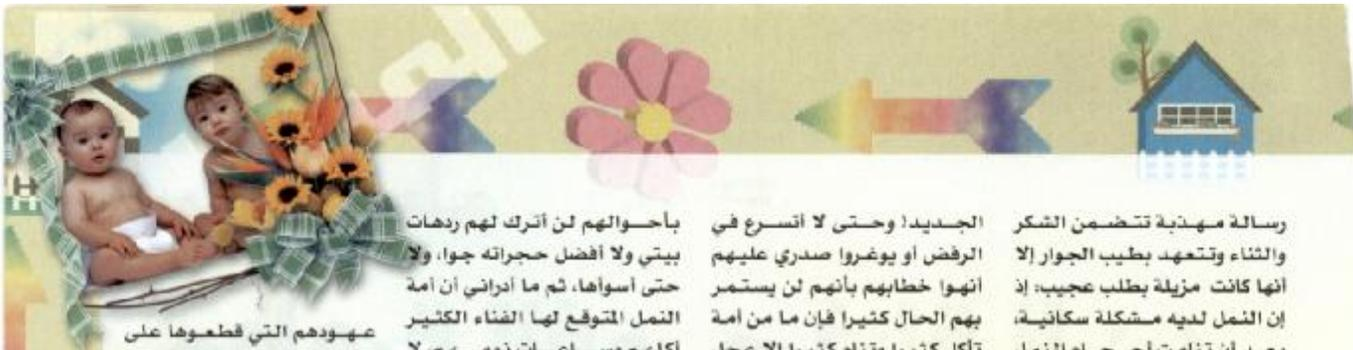 رسالة مهذبة تتضمن الشكر
والثناء وتتعهد بطيب الجوار إلا
أنها كانت مزيلة بطلب عجيب: إذ
إن النمل لديه مشكلة سكانية،
الجديد! وحتى لا أتسرع في
الرفض أو يوغروا صدري عليهم
أنهوا خطابهم بأنهم لن يستمر
بهم الحال كثيرا فإن ما من أمة
بأحوالهم لن أترك لهم ردهات
بيتي ولا أفضل حجراته جوا، ولا
حتى أسوأها، ثم ما أدراني أن أمة
النمل المتوقع لها الفناء الكثير
عهودهم التي قطعوها على